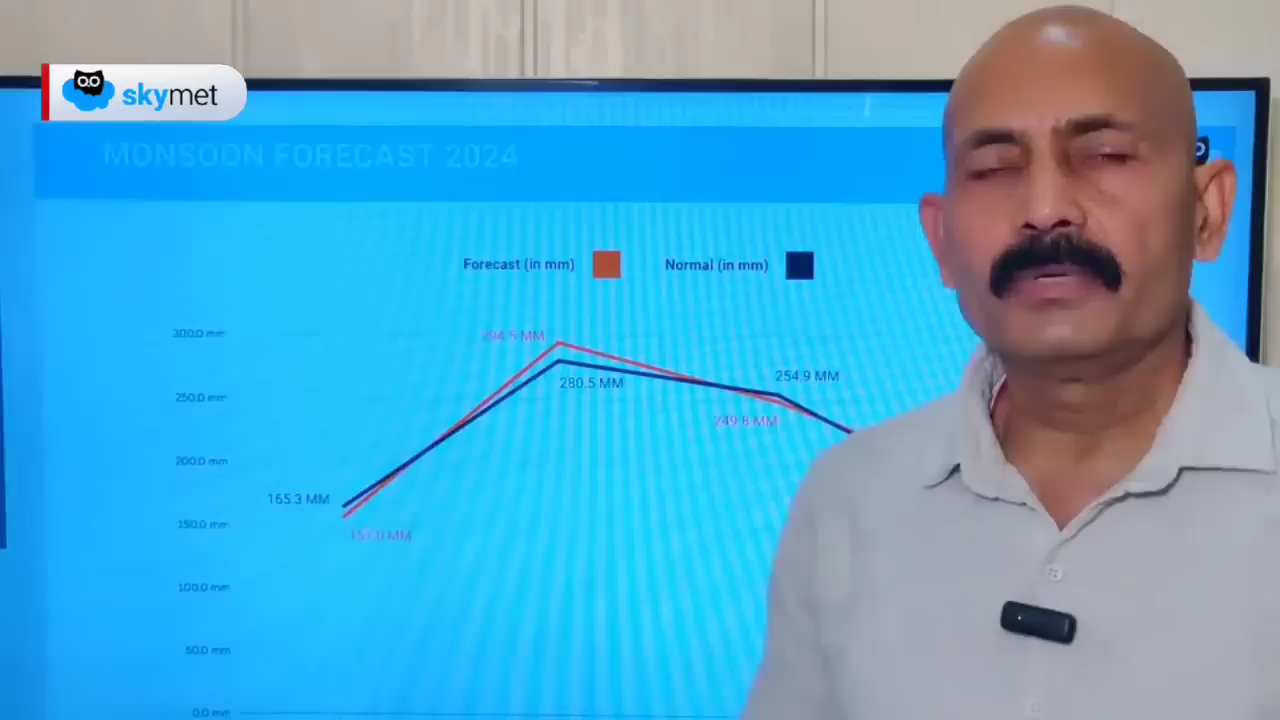 skymet
MONSOON FORECAST 2024
Forecast (in mm)
Normal (in mm)
300.0 mm
294.5 MM
280.5 MM
254.9 MM
250.0 mm
249.8 MM
200.0 mm
165.3 MM
150.0 mm
157.0 MM
100.0 mm
50.0 mm
0.0 mm